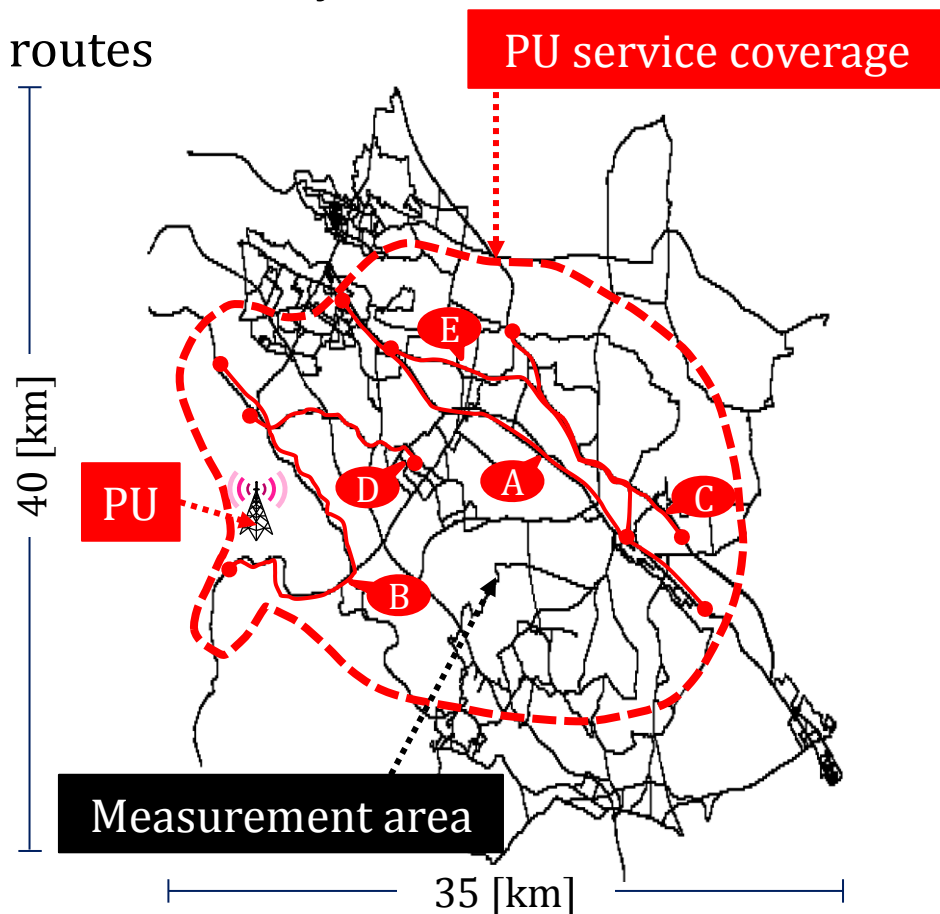 routes
PU service coverage
E
40 [km]
D
A
C
PU
B
Measurement area
35 [km]